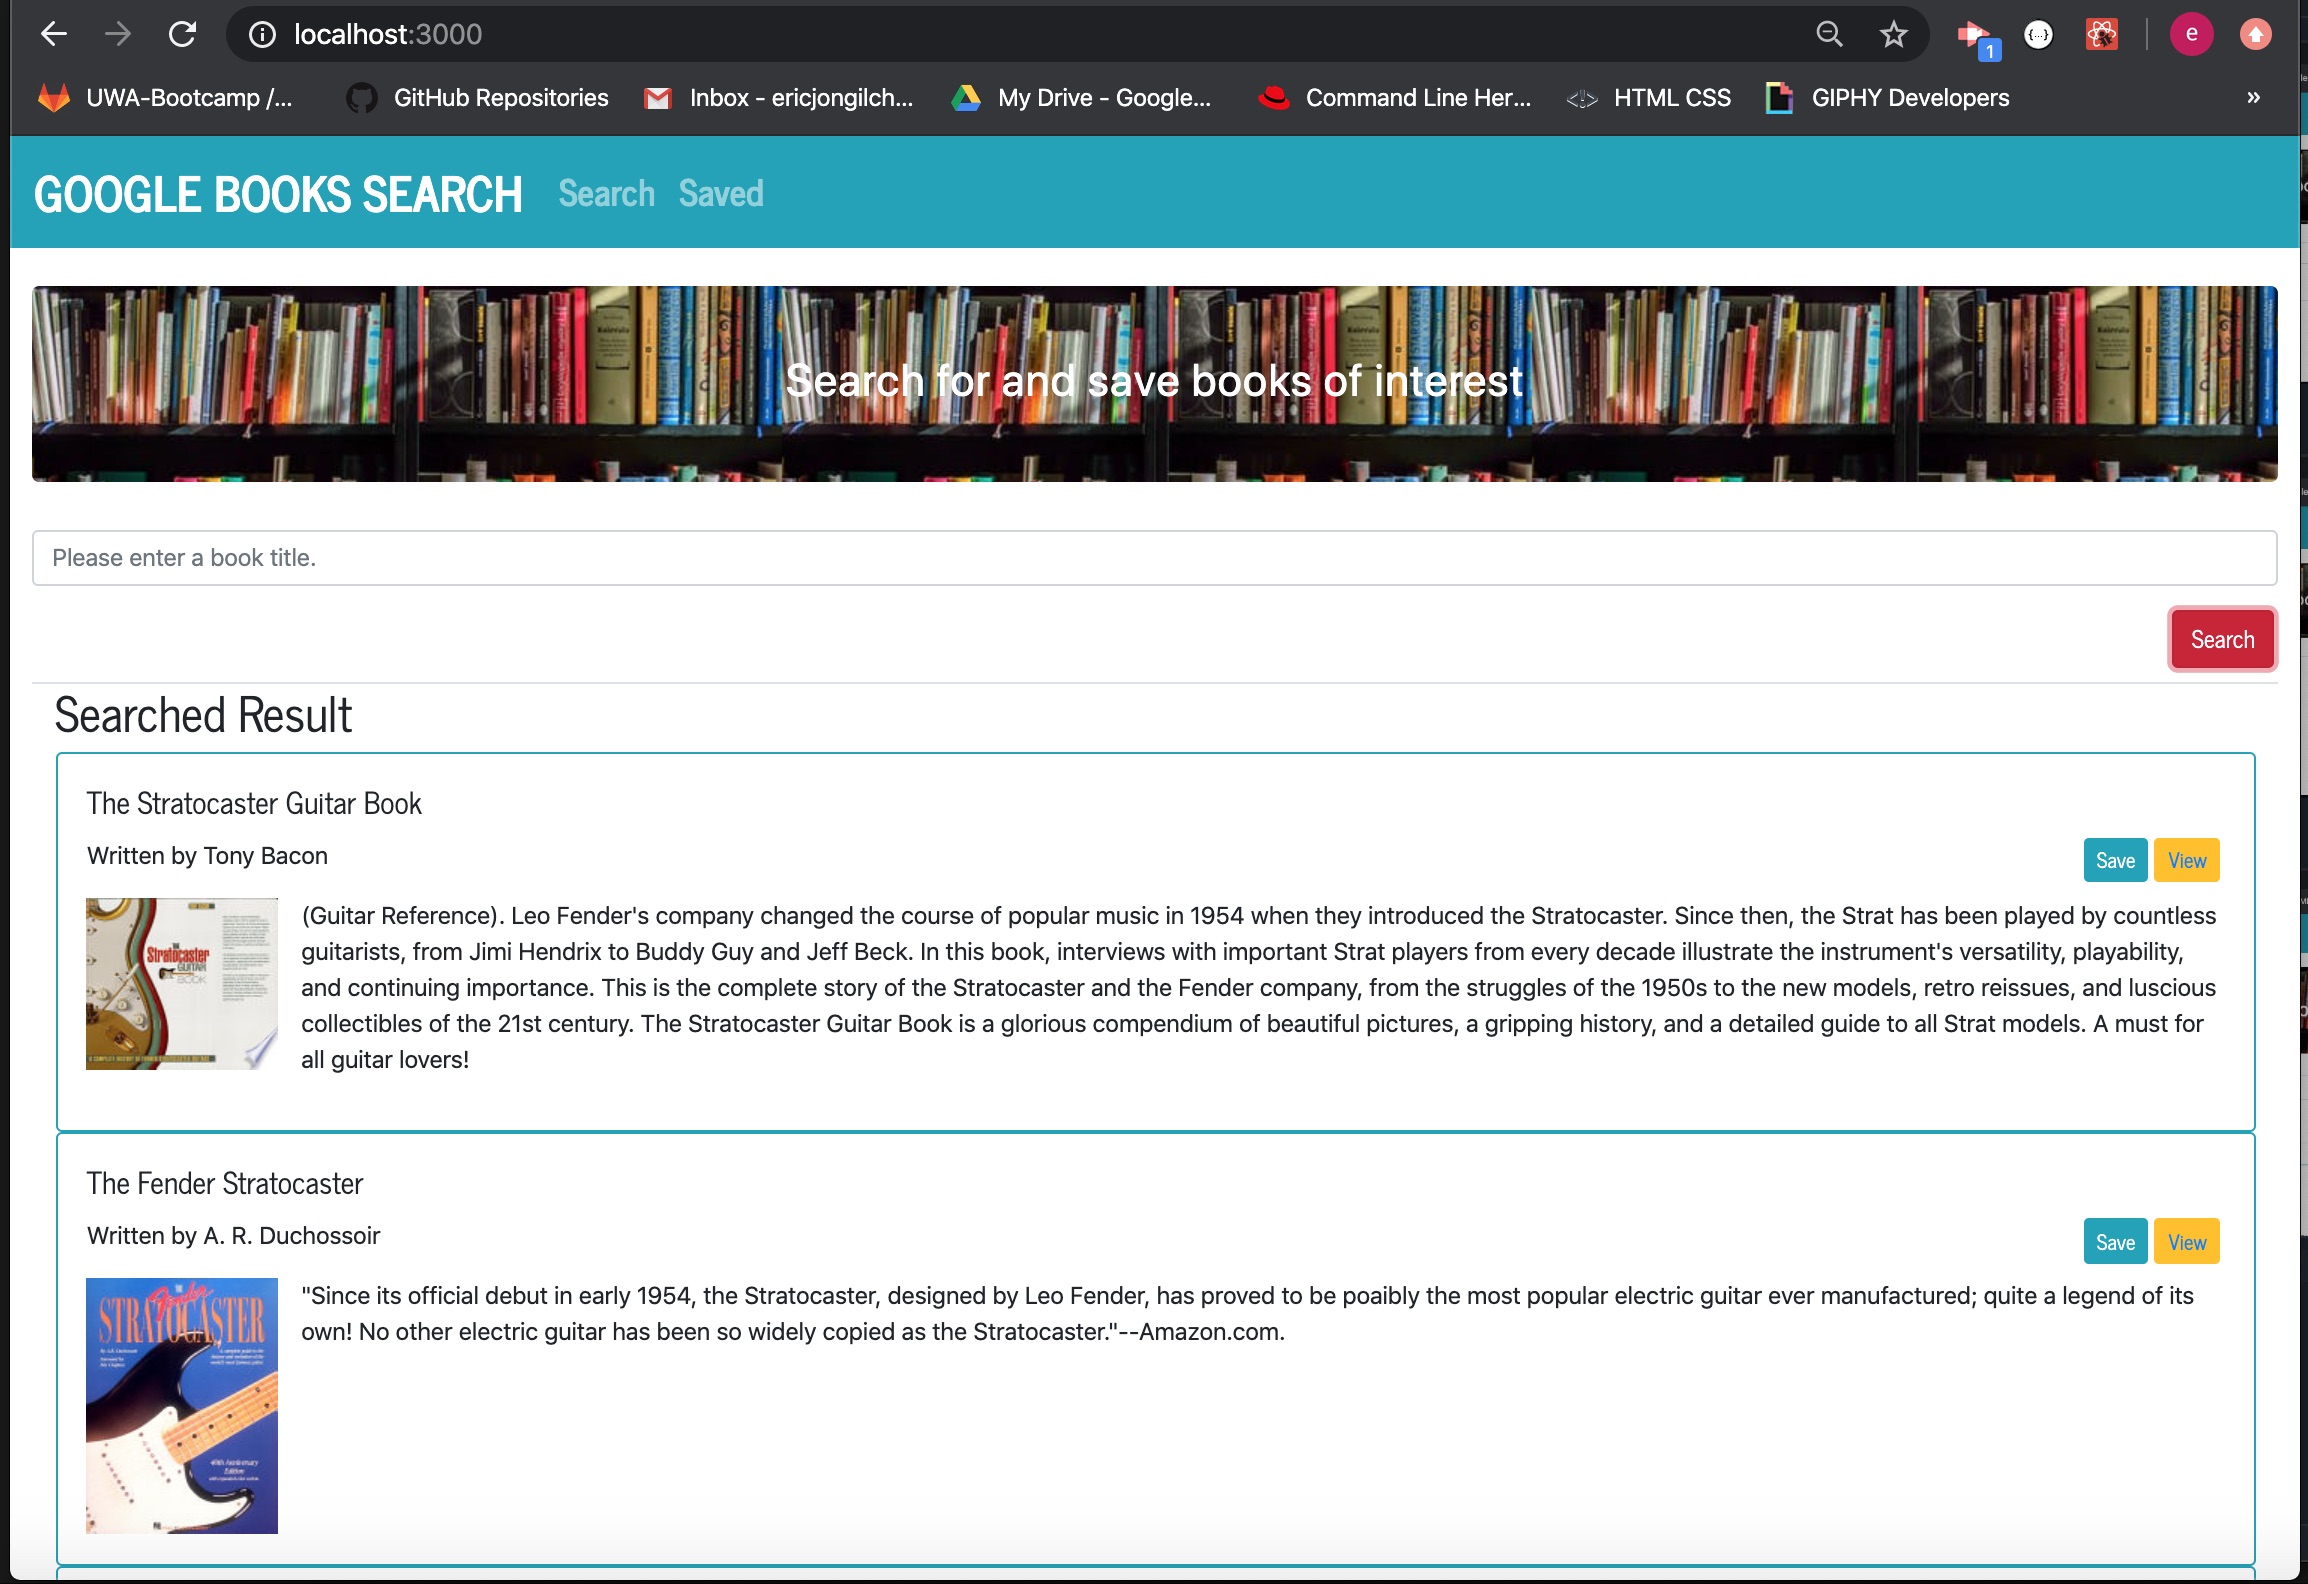 localhost:3000
1
{...}
e
UWA-Bootcamp /...
GitHub Repositories
Inbox - ericjongilch...
My Drive - Google...
Command Line Her...
HTML CSS
GIPHY Developers
»
GOOGLE BOOKS SEARCH Search Saved
Search for and save books of interest
Please enter a book title.
Search
Searched Result
The Stratocaster Guitar Book
Written by Tony Bacon
Save View
THE
Stratocaster
GUITAR
BOOK
(Guitar Reference). Leo Fender's company changed the course of popular music in 1954 when they introduced the Stratocaster. Since then, the Strat has been played by countless
guitarists, from Jimi Hendrix to Buddy Guy and Jeff Beck. In this book, interviews with important Strat players from every decade illustrate the instrument's versatility, playability,
and continuing importance. This is the complete story of the Stratocaster and the Fender company, from the struggles of the 1950s to the new models, retro reissues, and luscious
collectibles of the 21st century. The Stratocaster Guitar Book is a glorious compendium of beautiful pictures, a gripping history, and a detailed guide to all Strat models. A must for
all guitar lovers!
The Fender Stratocaster
Written by A. R. Duchossoir
Save View
THE
Fender
STRATOCASTER
40th Anniversary
Edition
"Since its official debut in early 1954, the Stratocaster, designed by Leo Fender, has proved to be poaibly the most popular electric guitar ever manufactured; quite a legend of its
own! No other electric guitar has been so widely copied as the Stratocaster."--Amazon.com.